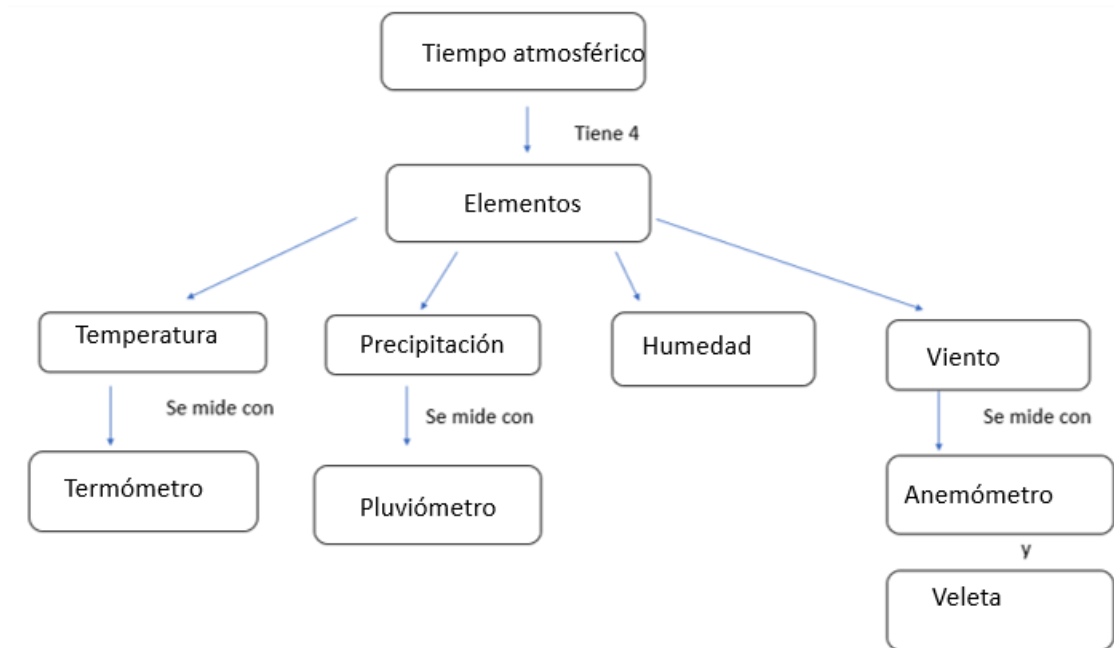 Tiempo atmosférico
Tiene 4
Elementos
Temperatura
Precipitación
Humedad
Viento
Se mide con
Se mide con
Se mide con
Termómetro
Pluviómetro
Anemómetro
y
Veleta